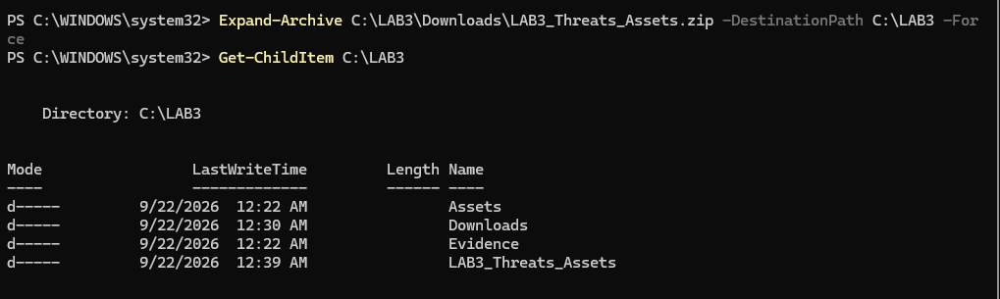 PS C:\WINDOWS\system32> Expand-Archive C:\LAB3\Downloads\LAB3_Threats_Assets.zip -DestinationPath C:\LAB3 -For
ce
PS C:\WINDOWS\system32> Get-ChildItem C:\LAB3
Directory: C:\LAB3
Mode LastWriteTime Length Name
---- ------------- ------ ----
d----- 9/22/2026 12:22 AM Assets
d----- 9/22/2026 12:30 AM Downloads
d----- 9/22/2026 12:22 AM Evidence
d----- 9/22/2026 12:39 AM LAB3_Threats_Assets